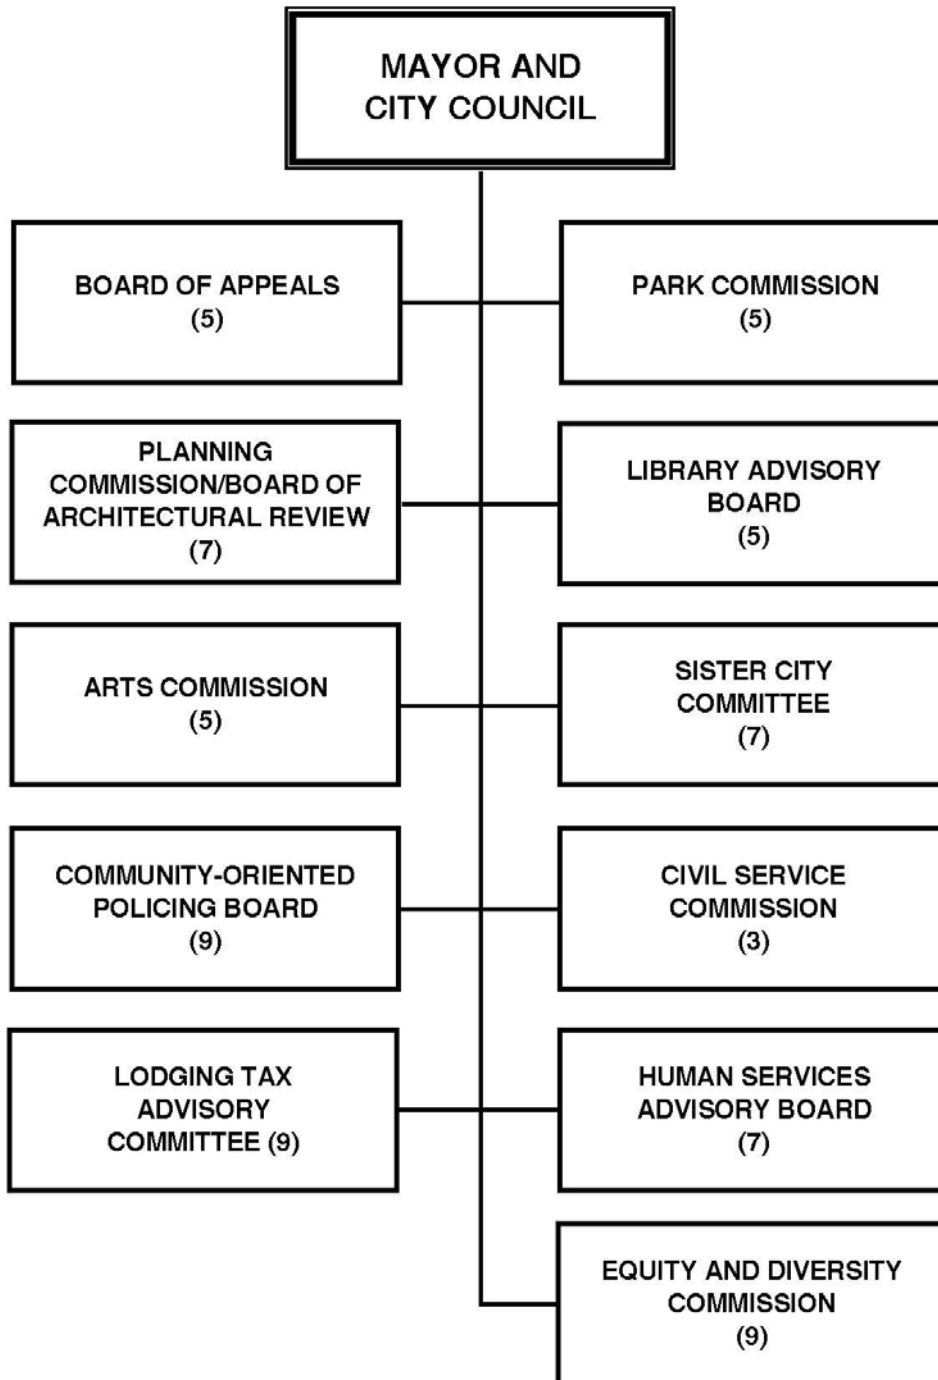 MAYOR AND
CITY COUNCIL
BOARD OF APPEALS
(5)
PARK COMMISSION
(5)
PLANNING
COMMISSION/BOARD OF
ARCHITECTURAL REVIEW
(7)
LIBRARY ADVISORY
BOARD
(5)
ARTS COMMISSION
(5)
SISTER CITY
COMMITTEE
(7)
COMMUNITY-ORIENTED
POLICING BOARD
(9)
CIVIL SERVICE
COMMISSION
(3)
LODGING TAX
ADVISORY
COMMITTEE (9)
HUMAN SERVICES
ADVISORY BOARD
(7)
EQUITY AND DIVERSITY
COMMISSION
(9)